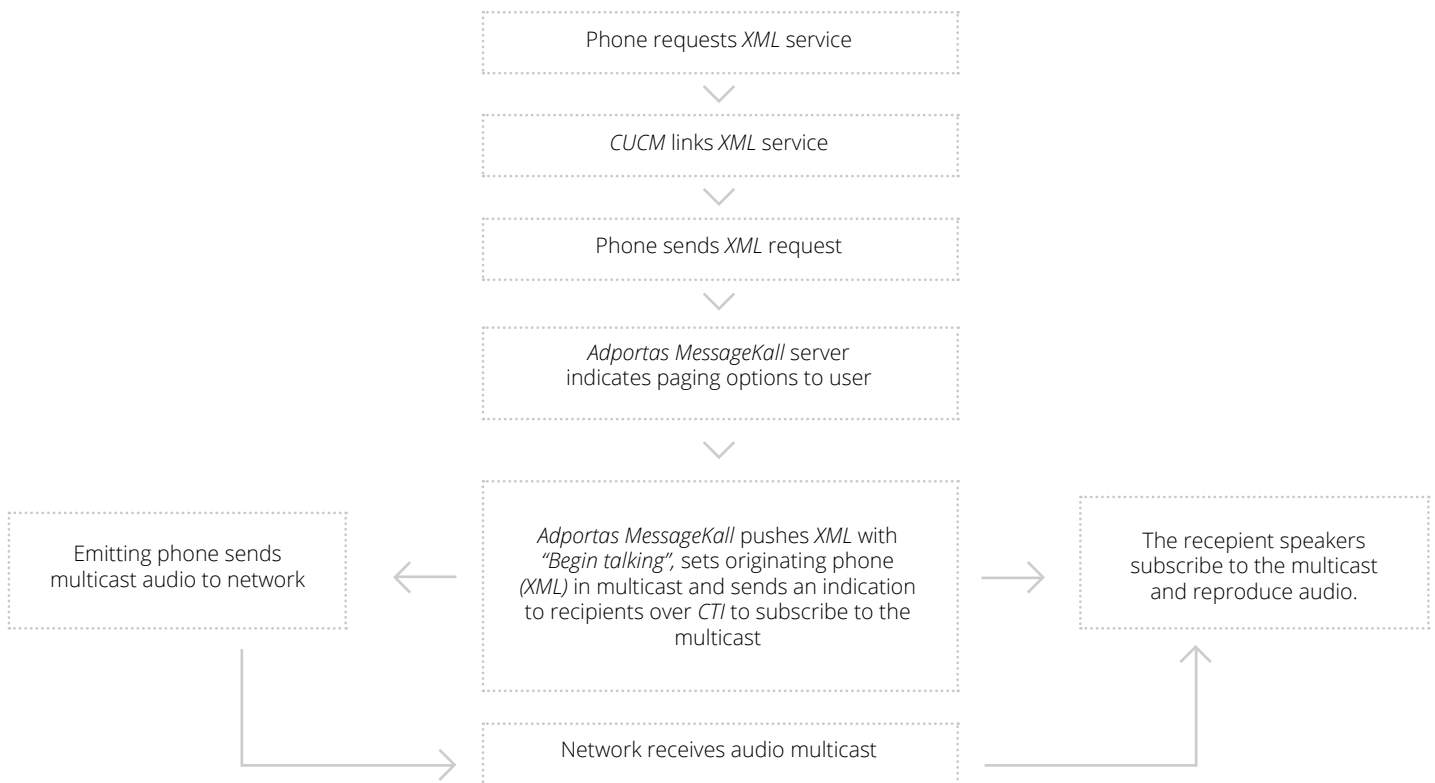 Phone requests XML service
CUCM links XML service
Phone sends XML request
Adportas MessageKall server
indicates paging options to user
Adportas MessageKall pushes XML with
“Begin talking”, sets originating phone
(XML) in multicast and sends an indication
to recipients over CTI to subscribe to the
multicast
Emitting phone sends
multicast audio to network
The recepient speakers
subscribe to the multicast
and reproduce audio.
Network receives audio multicast